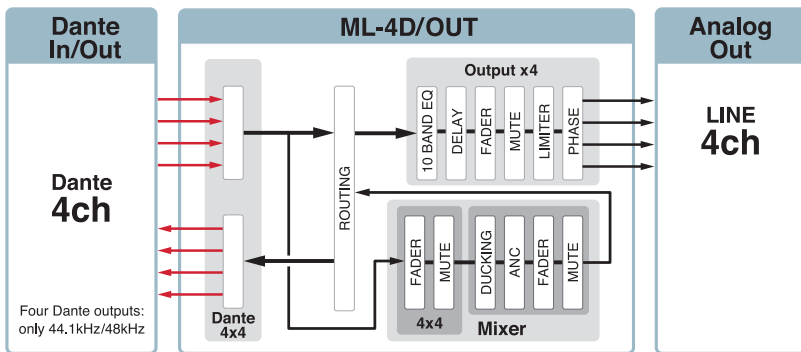 Dante
In/Out
ML-4D/OUT
Analog
Out
Output x4
10 BAND EQ
DELAY
FADER
MUTE
LIMITER
PHASE
LINE
4ch
Dante
4ch
ROUTING
FADER
MUTE
DUCKING
ANC
FADER
MUTE
Four Dante outputs:
only 44.1kHz/48kHz
Dante
4x4
4x4
Mixer